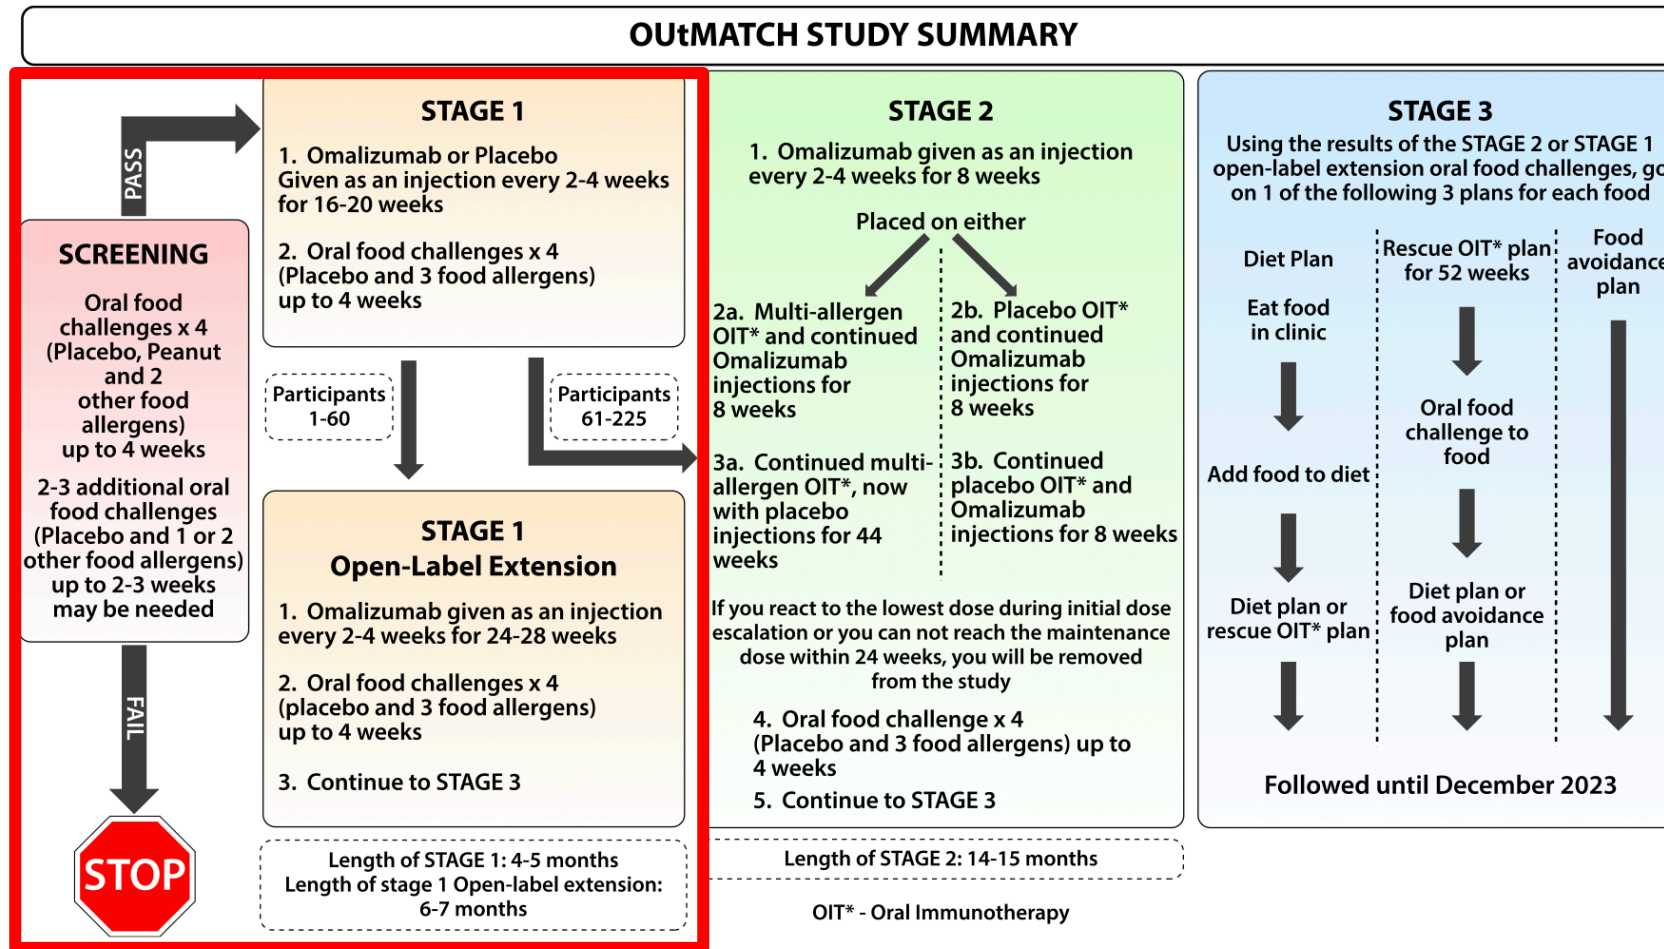 OUtMATCH STUDY SUMMARY
PASS
SCREENING
Oral food
challenges x 4
(Placebo, Peanut
and 2
other food
allergens)
up to 4 weeks
2-3 additional oral
food challenges
(Placebo and 1 or 2
other food allergens)
up to 2-3 weeks
may be needed
FAIL
STOP
STAGE 1
1. Omalizumab or Placebo
Given as an injection every 2-4 weeks
for 16-20 weeks
2. Oral food challenges x 4
(Placebo and 3 food allergens)
up to 4 weeks
Participants
1-60
Participants
61-225
STAGE 1
Open-Label Extension
1. Omalizumab given as an injection
every 2-4 weeks for 24-28 weeks
2. Oral food challenges x 4
(placebo and 3 food allergens)
up to 4 weeks
3. Continue to STAGE 3
Length of STAGE 1: 4-5 months
Length of stage 1 Open-label extension:
6-7 months
STAGE 2
1. Omalizumab given as an injection
every 2-4 weeks for 8 weeks
Placed on either
2a. Multi-allergen
OIT* and continued
Omalizumab
injections for
8 weeks
2b. Placebo OIT*
and continued
Omalizumab
injections for
8 weeks
3a. Continued multi-
allergen OIT*, now
with placebo
injections for 44
weeks
3b. Continued
placebo OIT* and
Omalizumab
injections for 8 weeks
If you react to the lowest dose during initial dose
escalation or you can not reach the maintenance
dose within 24 weeks, you will be removed
from the study
4. Oral food challenge x 4
(Placebo and 3 food allergens) up to
4 weeks
5. Continue to STAGE 3
Length of STAGE 2: 14-15 months
OIT* - Oral Immunotherapy
STAGE 3
Using the results of the STAGE 2 or STAGE 1
open-label extension oral food challenges, go
on 1 of the following 3 plans for each food
Diet Plan
Eat food
in clinic
Add food to diet
Diet plan or
rescue OIT* plan
Rescue OIT* plan
for 52 weeks
Oral food
challenge to
food
Diet plan or
food avoidance
plan
Food
avoidance
plan
Followed until December 2023